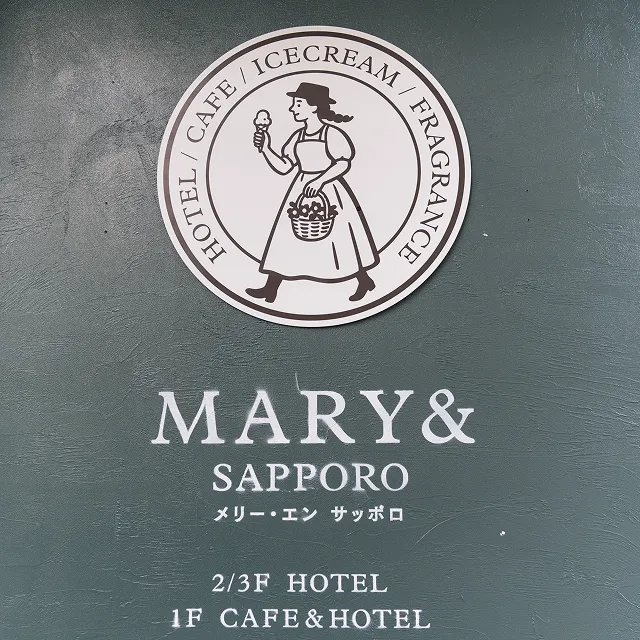 HOTEL / CAFE / ICECREAM / FRAGRANCE
MARY&
SAPPORO
メリー・エン サッポロ
2/3F HOTEL
1F CAFE&HOTEL